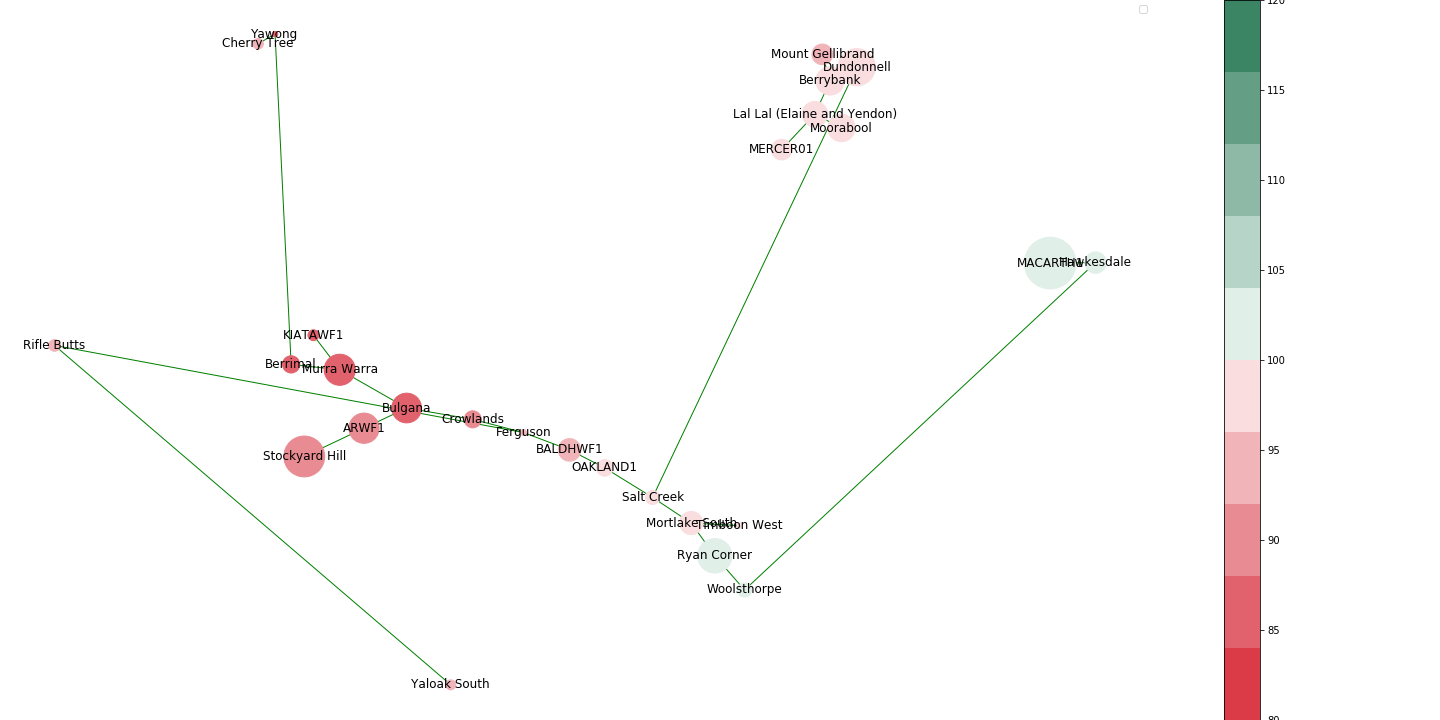 120
Yawong
Cherry Tree
Mount Gellibrand
Dundonnell
Berrybank
115
Lal Lal (Elaine and Yendon)
Moorabool
MERCER01
110
MACARTH1
Hawkesdale
105
KIATAWF1
Rifle Butts
Berrimal
Murra Warra
100
Bulgana
Crowlands
ARWF1
Ferguson
BALDHWF1
95
Stockyard Hill
OAKLAND1
Salt Creek
Mortlake South
Timboon West
90
Ryan Corner
Woolsthorpe
85
Yaloak South
80